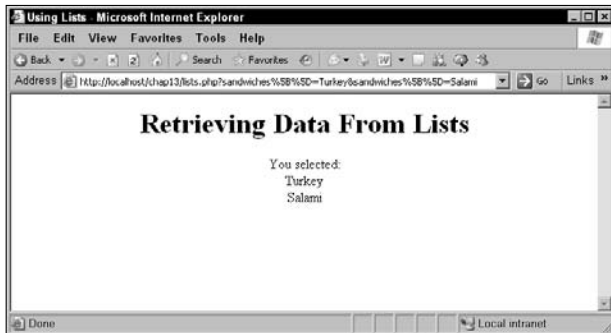 Using Lists - Microsoft Internet Explorer
File Edit View Favorites Tools Help
Back Search Favorites
Address http://localhost/chap13/lists.php?sandwiches%5B%5D=Turkey&sandwiches%5B%5D=Salami Go Links »
Retrieving Data From Lists
You selected:
Turkey
Salami
Done Local intranet